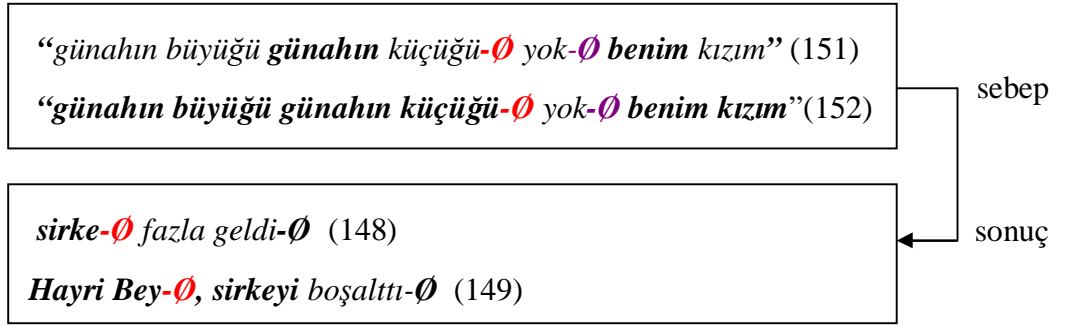 “günahın büyüğü günahın küçüğü-Ø yok-Ø benim kızım” (151)
“günahın büyüğü günahın küçüğü-Ø yok-Ø benim kızım”(152)
sebep
sirke-Ø fazla geldi-Ø (148)
sonuç
Hayri Bey-Ø, sirkeyi boşalttı-Ø (149)